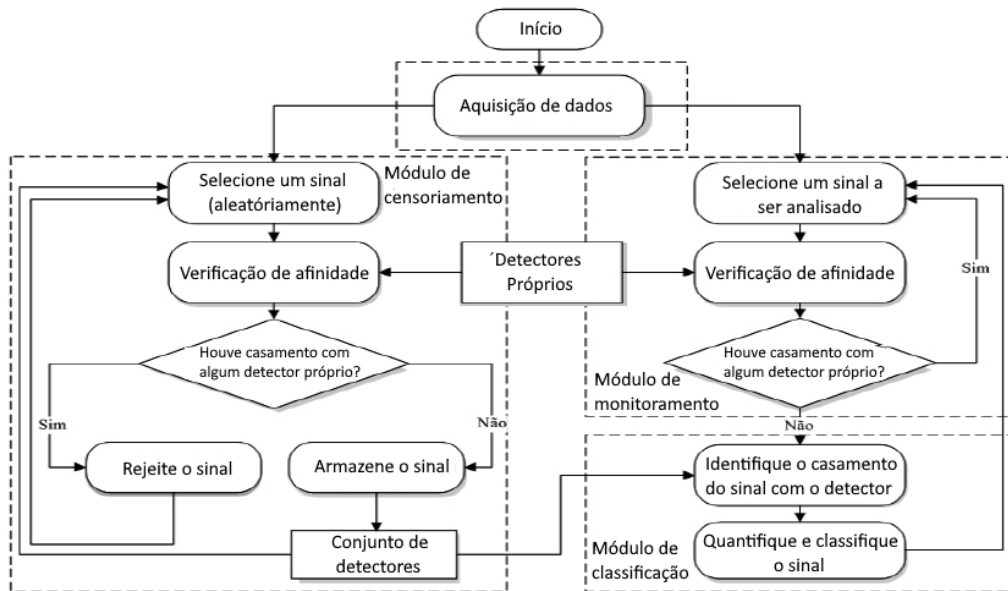 Início
Aquisição de dados
Selecione um sinal
(aleatóriamente)
Módulo de
censoriamento
Verificação de afinidade
´Detectores
Próprios
Houve casamento com
algum detector próprio?
Sim
Não
Rejeite o sinal
Armazene o sinal
Conjunto de
detectores
Selecione um sinal a
ser analisado
Verificação de afinidade
Sim
Houve casamento com
algum detector próprio?
Módulo de
monitoramento
Não
Identifique o casamento
do sinal com o detector
Quantifique e classifique
o sinal
Módulo de
classificação